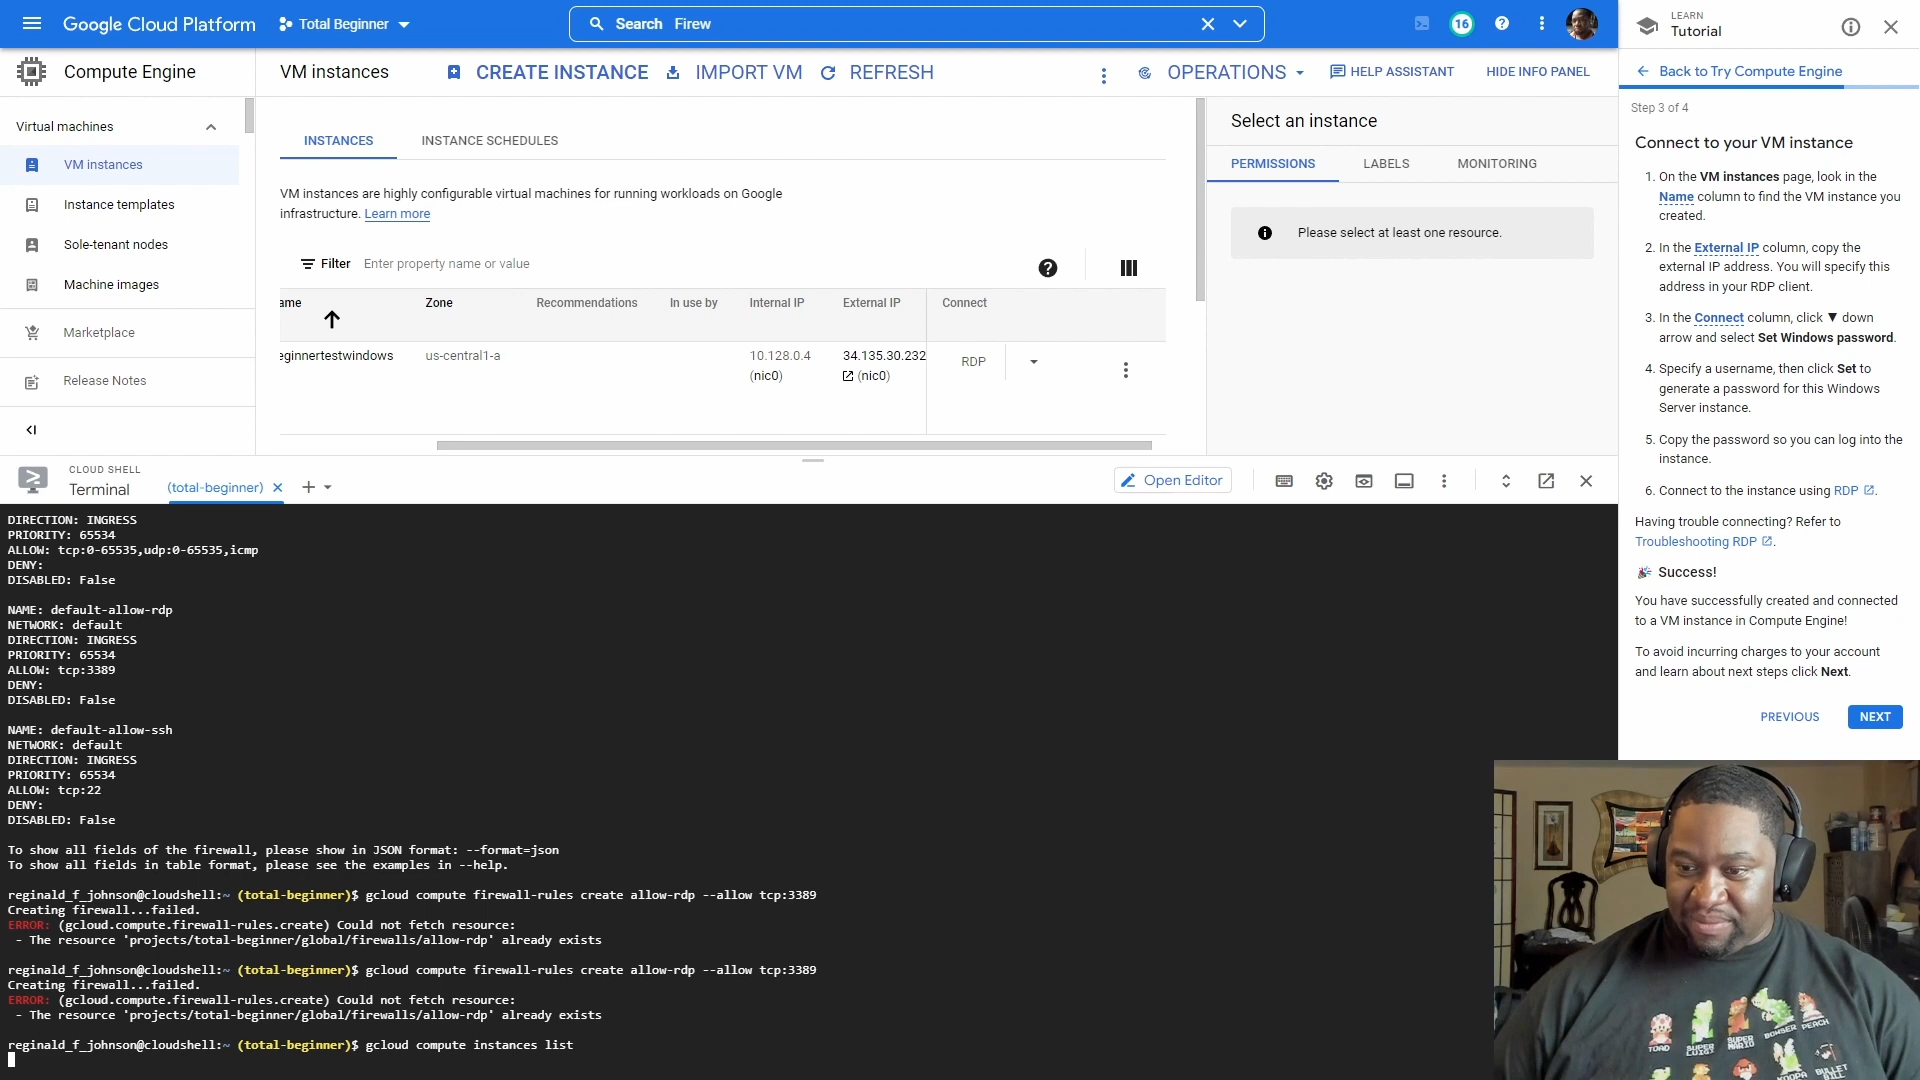 Google Cloud Platform
Total Beginner
Search Firew
16
LEARN
Tutorial
Compute Engine
VM instances
CREATE INSTANCE
IMPORT VM
REFRESH
OPERATIONS
HELP ASSISTANT
HIDE INFO PANEL
Back to Try Compute Engine
Virtual machines
VM instances
Instance templates
Sole-tenant nodes
Machine images
Marketplace
Release Notes
INSTANCES
INSTANCE SCHEDULES
VM instances are highly configurable virtual machines for running workloads on Google
infrastructure. Learn more
Filter Enter property name or value
ame Zone Recommendations In use by Internal IP External IP Connect
eginnertestwindows us-central1-a 10.128.0.4 34.135.30.232 RDP
(nic0) (nic0)
Select an instance
PERMISSIONS LABELS MONITORING
Please select at least one resource.
Step 3 of 4
Connect to your VM instance
1. On the VM instances page, look in the
Name column to find the VM instance you
created.
2. In the External IP column, copy the
external IP address. You will specify this
address in your RDP client.
3. In the Connect column, click ▼ down
arrow and select Set Windows password.
4. Specify a username, then click Set to
generate a password for this Windows
Server instance.
5. Copy the password so you can log into the
instance.
6. Connect to the instance using RDP .
Having trouble connecting? Refer to
Troubleshooting RDP .
Success!
You have successfully created and connected
to a VM instance in Compute Engine!
To avoid incurring charges to your account
and learn about next steps click Next.
PREVIOUS
NEXT
CLOUD SHELL
Terminal
(total-beginner)
Open Editor
DIRECTION: INGRESS
PRIORITY: 65534
ALLOW: tcp:0-65535,udp:0-65535,icmp
DENY:
DISABLED: False
NAME: default-allow-rdp
NETWORK: default
DIRECTION: INGRESS
PRIORITY: 65534
ALLOW: tcp:3389
DENY:
DISABLED: False
NAME: default-allow-ssh
NETWORK: default
DIRECTION: INGRESS
PRIORITY: 65534
ALLOW: tcp:22
DENY:
DISABLED: False
To show all fields of the firewall, please show in JSON format: --format=json
To show all fields in table format, please see the examples in --help.
reginald_f_johnson@cloudshell:~ (total-beginner)$ gcloud compute firewall-rules create allow-rdp --allow tcp:3389
Creating firewall...failed.
ERROR: (gcloud.compute.firewall-rules.create) Could not fetch resource:
- The resource 'projects/total-beginner/global/firewalls/allow-rdp' already exists
reginald_f_johnson@cloudshell:~ (total-beginner)$ gcloud compute firewall-rules create allow-rdp --allow tcp:3389
Creating firewall...failed.
ERROR: (gcloud.compute.firewall-rules.create) Could not fetch resource:
- The resource 'projects/total-beginner/global/firewalls/allow-rdp' already exists
reginald_f_johnson@cloudshell:~ (total-beginner)$ gcloud compute instances list
TOAD
SUPER
LUIGI
SUPER
MARIO
BOWSER
PEACH
KOOPA
BULLET
BILL